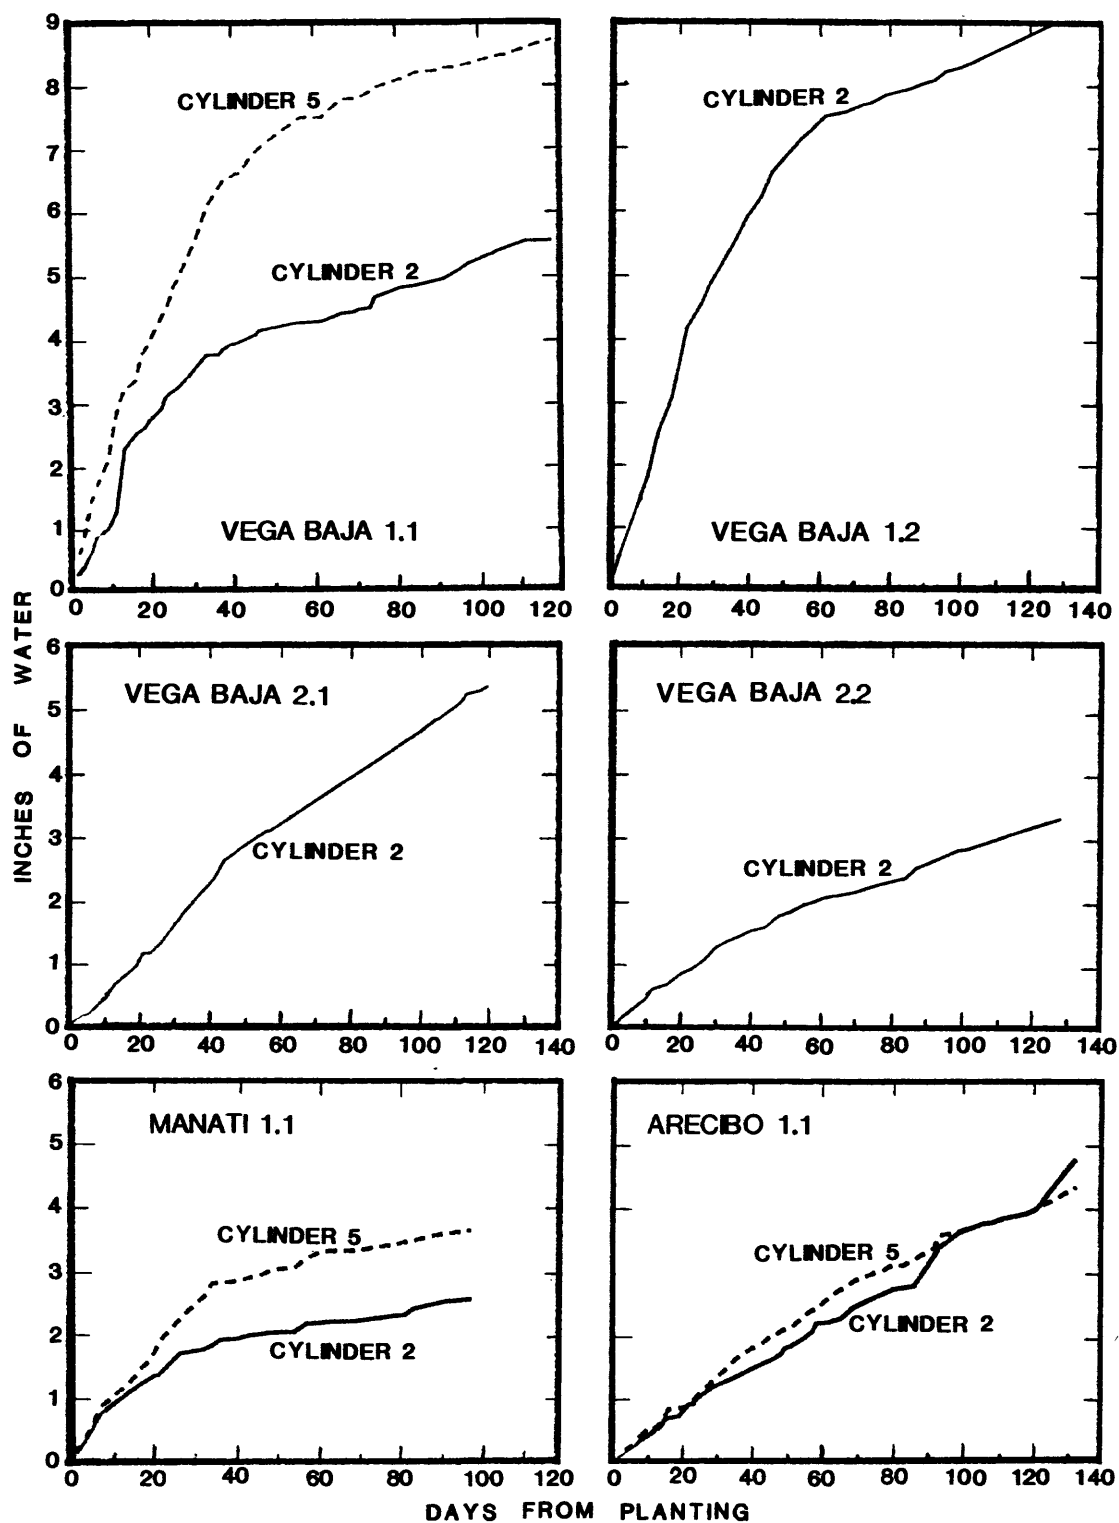 9
8
7
6
5
4
3
2
1
0
CYLINDER 5
CYLINDER 2
VEGA BAJA 1.1
0 20 40 60 80 100 120
CYLINDER 2
VEGA BAJA 1.2
0 20 40 60 80 100 120 140
INCHES OF WATER
6
5
4
3
2
1
0
VEGA BAJA 2.1
CYLINDER 2
0 20 40 60 80 100 120 140
VEGA BAJA 2.2
CYLINDER 2
0 20 40 60 80 100 120 140
6
5
4
3
2
1
0
MANATI 1.1
CYLINDER 5
CYLINDER 2
0 20 40 60 80 100 120
ARECIBO 1.1
CYLINDER 5
CYLINDER 2
0 20 40 60 80 100 120 140
DAYS FROM PLANTING